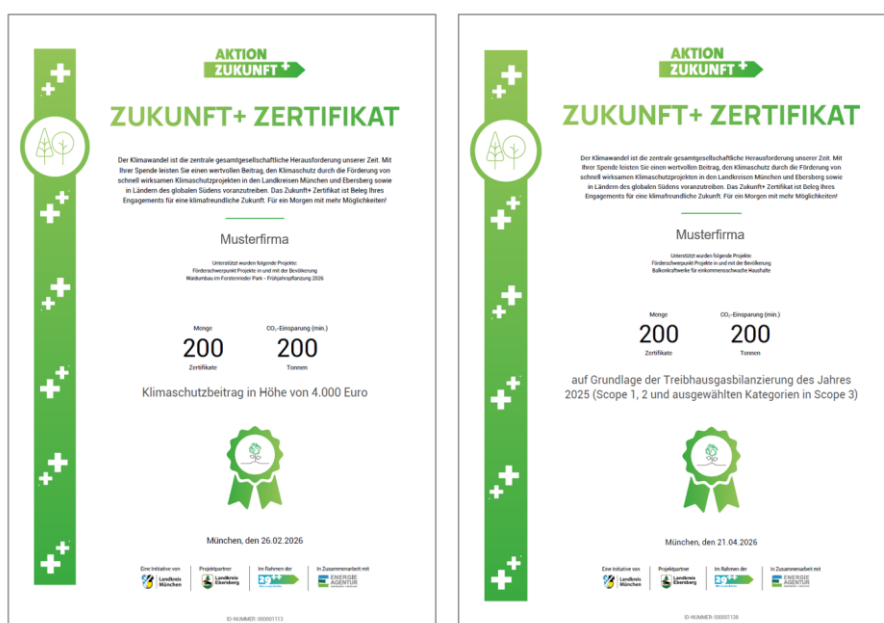 AKTION
ZUKUNFT+
ZUKUNFT+ ZERTIFIKAT
Der Klimawandel ist die zentrale gesamtgesellschaftliche Herausforderung unserer Zeit. Mit
Ihrer Spende leisten Sie einen wertvollen Beitrag, den Klimaschutz durch die Förderung von
schnell wirksamen Klimaschutzprojekten in den Landkreisen München und Ebersberg sowie
in Ländern des globalen Südens voranzutreiben. Das Zukunft+ Zertifikat ist Beleg Ihres
Engagements für eine klimafreundliche Zukunft. Für ein Morgen mit mehr Möglichkeiten!
Musterfirma
Unterstützt wurden folgende Projekte:
Förderschwerpunkt Projekte in und mit der Bevölkerung
Waldumbau im Forstenrieder Park - Frühjahrspflanzung 2026
Menge CO₂-Einsparung (min.)
200 200
Zertifikate Tonnen
Klimaschutzbeitrag in Höhe von 4.000 Euro
München, den 26.02.2026
Eine Initiative von Projektpartner Im Rahmen der In Zusammenarbeit mit
Landkreis München
Landkreis Ebersberg
29++
ENERGIE AGENTUR
ID-NUMMER: 000001113
AKTION
ZUKUNFT+
ZUKUNFT+ ZERTIFIKAT
Der Klimawandel ist die zentrale gesamtgesellschaftliche Herausforderung unserer Zeit. Mit
Ihrer Spende leisten Sie einen wertvollen Beitrag, den Klimaschutz durch die Förderung von
schnell wirksamen Klimaschutzprojekten in den Landkreisen München und Ebersberg sowie
in Ländern des globalen Südens voranzutreiben. Das Zukunft+ Zertifikat ist Beleg Ihres
Engagements für eine klimafreundliche Zukunft. Für ein Morgen mit mehr Möglichkeiten!
Musterfirma
Unterstützt wurden folgende Projekte:
Förderschwerpunkt Projekte in und mit der Bevölkerung
Balkonkraftwerke für einkommensschwache Haushalte
Menge CO₂-Einsparung (min.)
200 200
Zertifikate Tonnen
auf Grundlage der Treibhausgasbilanzierung des Jahres
2025 (Scope 1, 2 und ausgewählten Kategorien in Scope 3)
München, den 21.04.2026
Eine Initiative von Projektpartner Im Rahmen der In Zusammenarbeit mit
Landkreis München
Landkreis Ebersberg
29++
ENERGIE AGENTUR
ID-NUMMER: 000001138